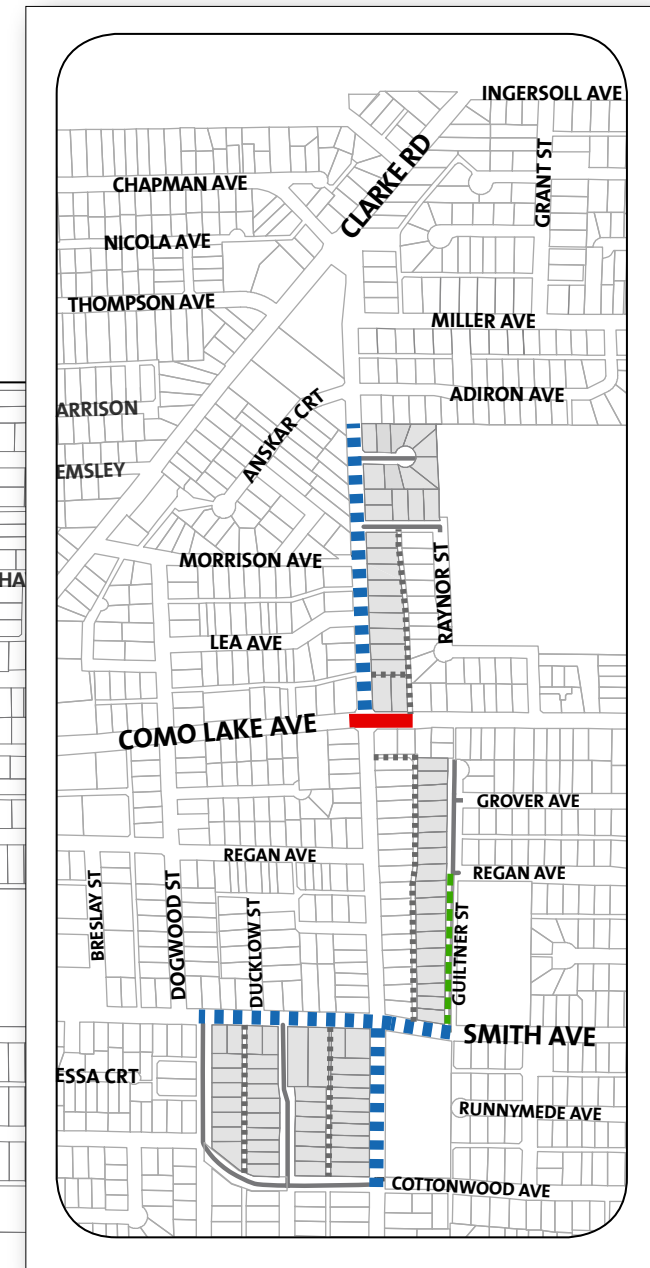 INGERSOLL AVE
CLARKE RD
GRANT ST
CHAPMAN AVE
NICOLA AVE
THOMPSON AVE
MILLER AVE
ADIRON AVE
ARRISON
ANSKAR CRT
EMSLEY
MORRISON AVE
HA
RAYNOR ST
LEA AVE
COMO LAKE AVE
GROVER AVE
REGAN AVE
REGAN AVE
BRESLAY ST
DOGWOOD ST
DUCKLOW ST
GUILTNER ST
SMITH AVE
ESSA CRT
RUNNYMEDE AVE
COTTONWOOD AVE